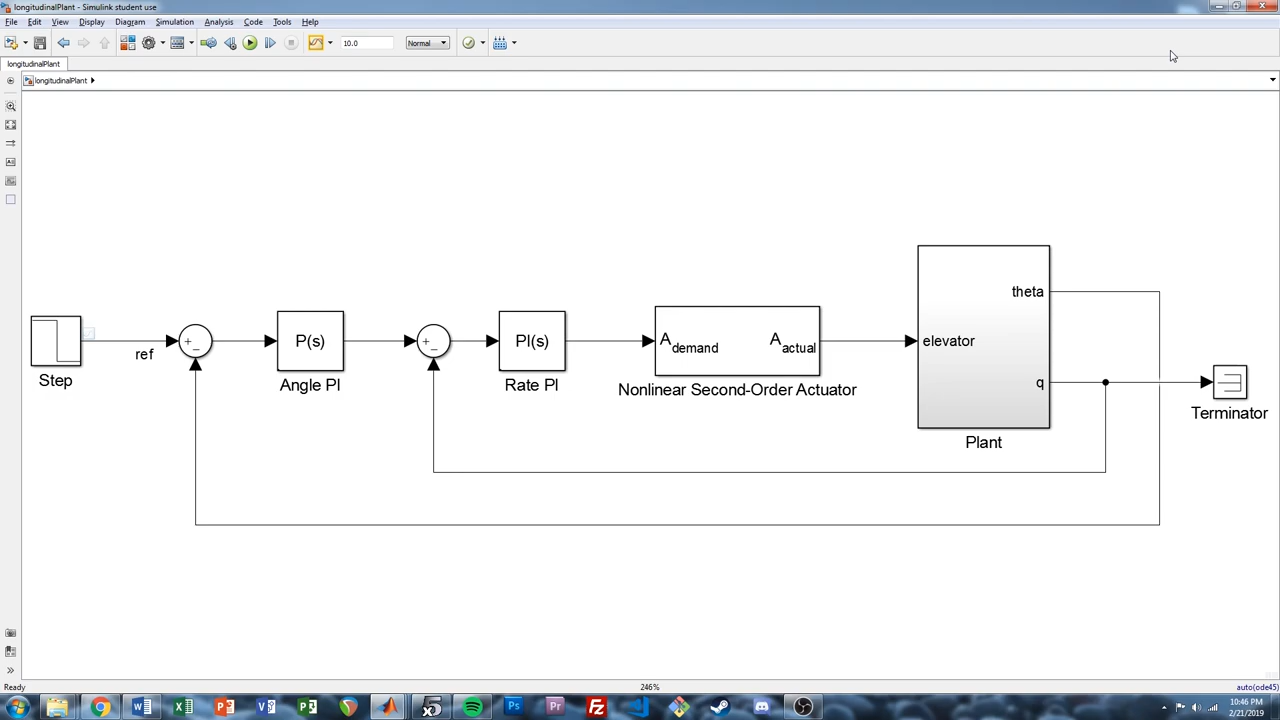 longitudinalPlant - Simulink student use
File Edit View Display Diagram Simulation Analysis Code Tools Help
10.0 Normal
longitudinalPlant
longitudinalPlant
theta
P(s) PI(s) A demand A actual elevator
ref
Step Angle PI Rate PI Nonlinear Second-Order Actuator
q
Terminator
Plant
Ready 246% auto(ode45)
10:46 PM
2/21/2019